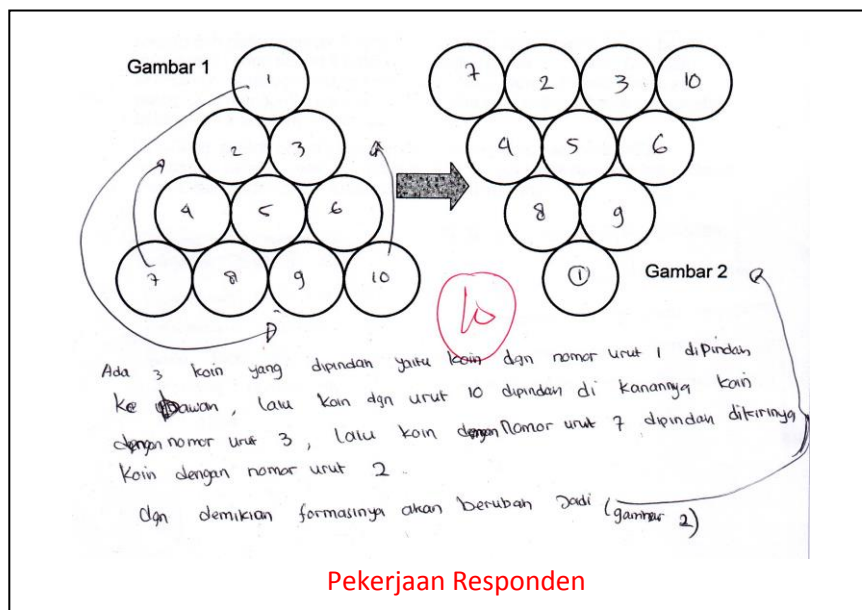 Gambar 1
1
2 3
4 5 6
7 8 9 10
7 2 3 10
4 5 6
8 9
1
Gambar 2
10
Ada 3 koin yang dipindah yaitu koin dgn nomor urut 1 dipindah
ke bawah, lalu koin dgn urut 10 dipindah di kanannya koin
dengan nomor urut 3, lalu koin dengan nomor urut 7 dipindah dikirinya
koin dengan nomor urut 2.
dgn demikian formasinya akan berubah Jadi (gambar 2)
Pekerjaan Responden